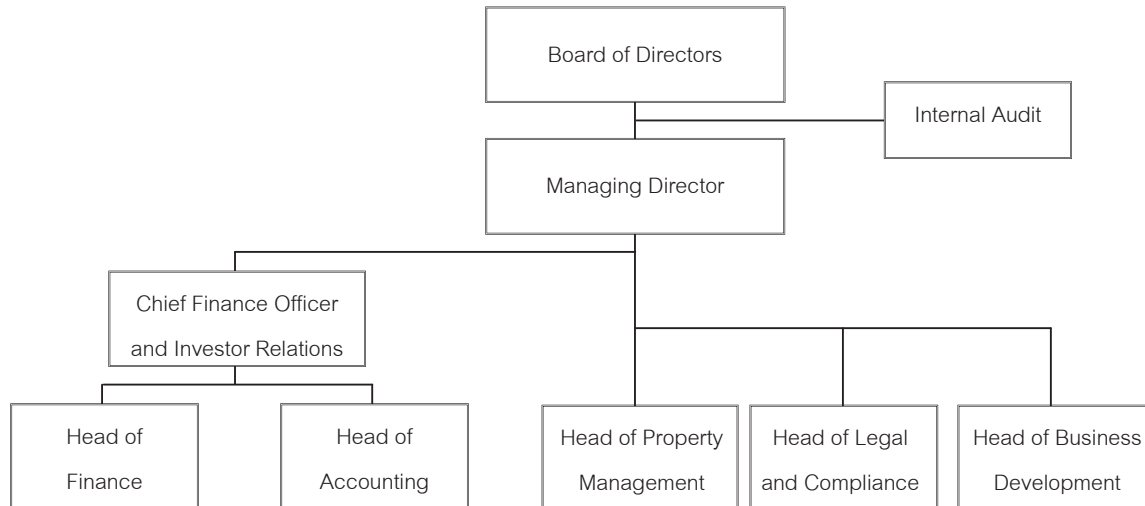 Board of Directors
Internal Audit
Managing Director
Chief Finance Officer
and Investor Relations
Head of
Finance
Head of
Accounting
Head of Property
Management
Head of Legal
and Compliance
Head of Business
Development